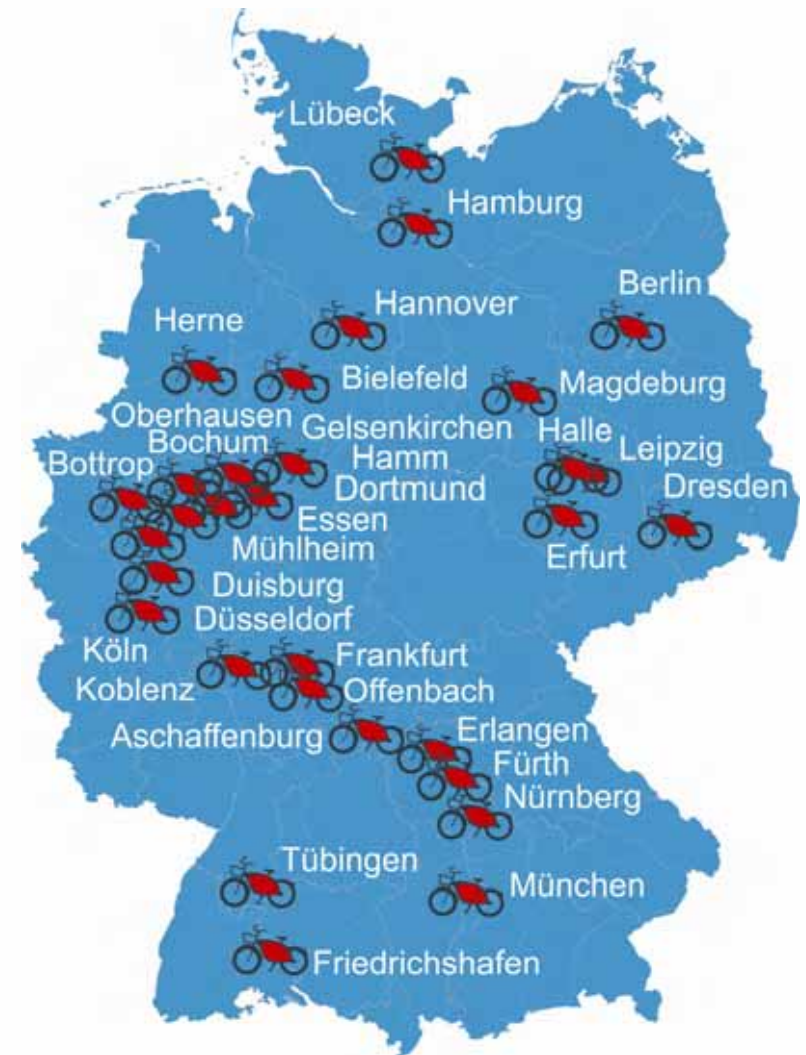 Lübeck
Hamburg
Berlin
Hannover
Herne
Bielefeld
Magdeburg
Oberhausen
Gelsenkirchen
Halle
Bochum
Leipzig
Bottrop
Hamm
Dortmund
Dresden
Essen
Mühlheim
Erfurt
Duisburg
Düsseldorf
Köln
Frankfurt
Koblenz
Offenbach
Aschaffenburg
Erlangen
Fürth
Nürnberg
Tübingen
München
Friedrichshafen